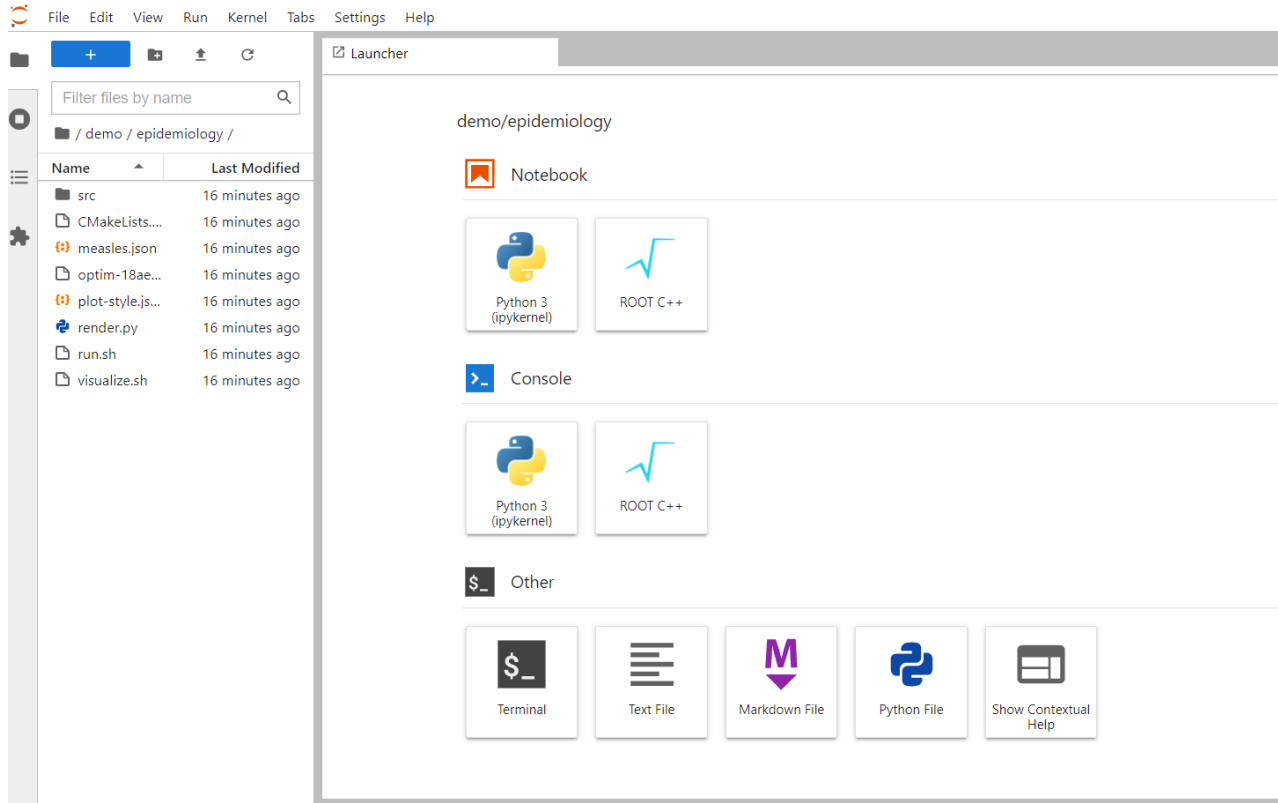 File Edit View Run Kernel Tabs Settings Help
+
Launcher
Filter files by name
/ demo / epidemiology /
Name Last Modified
src 16 minutes ago
CMakeLists.... 16 minutes ago
measles.json 16 minutes ago
optim-18ae... 16 minutes ago
plot-style.js... 16 minutes ago
render.py 16 minutes ago
run.sh 16 minutes ago
visualize.sh 16 minutes ago
demo/epidemiology
Notebook
Python 3
(ipykernel)
ROOT C++
Console
Python 3
(ipykernel)
ROOT C++
$_ Other
$_
Terminal
Text File
M
Markdown File
Python File
Show Contextual
Help